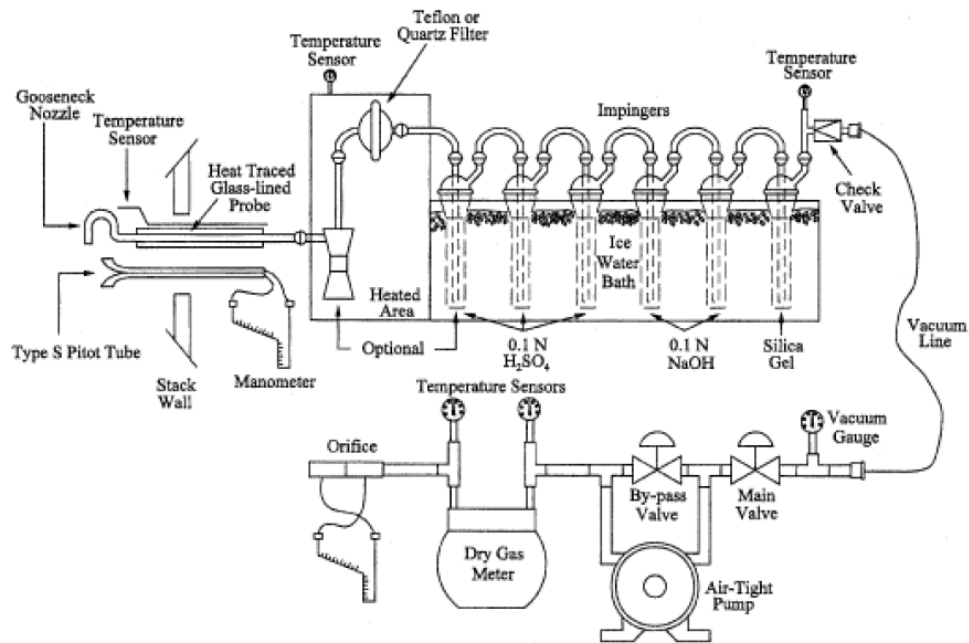 Teflon or
Quartz Filter
Temperature
Sensor
Temperature
Sensor
Gooseneck
Nozzle
Temperature
Sensor
Impingers
Heat Traced
Glass-lined
Probe
Check
Valve
Ice
Water
Bath
Heated
Area
Vacuum
Line
Type S Pitot Tube
Optional
0.1 N
H₂SO₄
0.1 N
NaOH
Silica
Gel
Stack
Wall
Manometer
Temperature Sensors
Vacuum
Gauge
Orifice
By-pass
Valve
Main
Valve
Dry Gas
Meter
Air-Tight
Pump